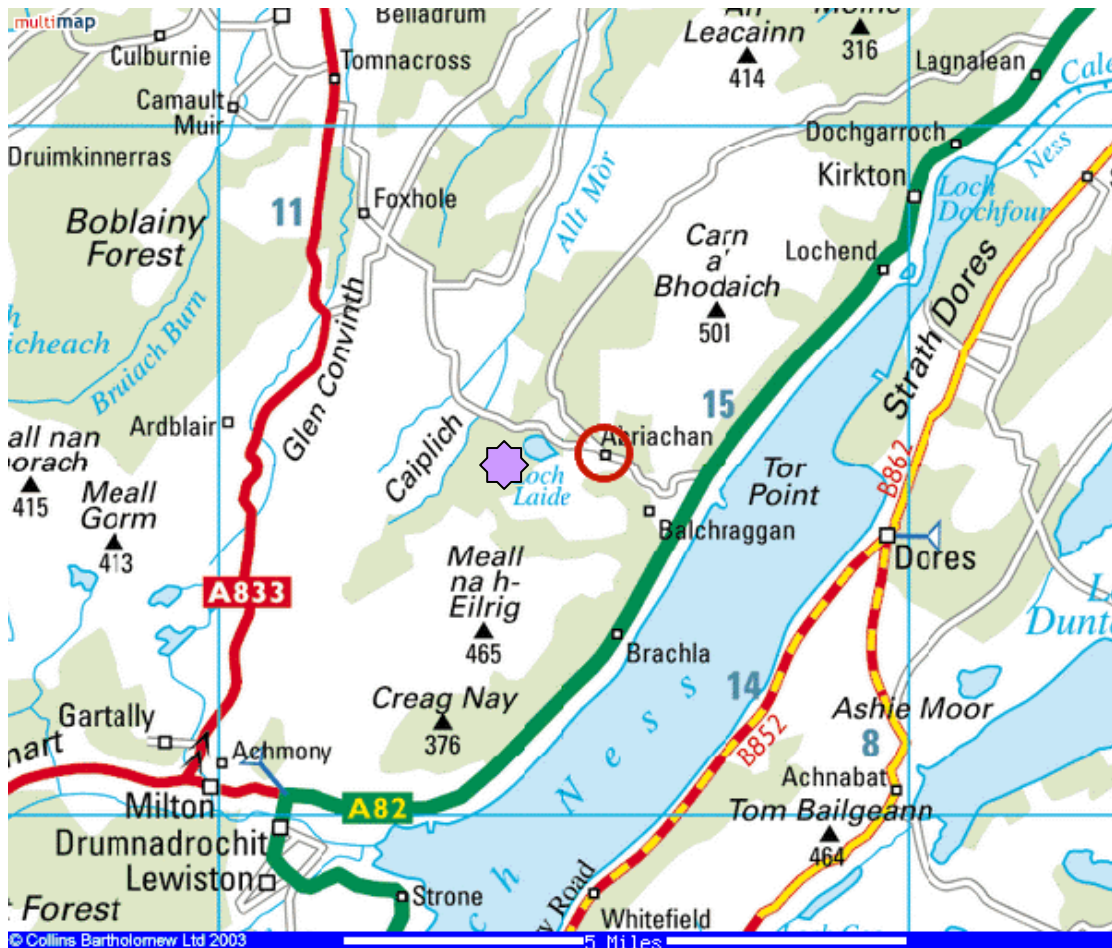 multimap
Belladrum
Culburnie
Tomnacross
Leacainn
414
316
Lagnalean
Camault
Muir
Dochgarroch
Druimkinnerras
Kirkton
Ness
Loch
Dochfour
Foxhole
11
Boblainy
Forest
Allt Mòr
Carn
a'
Bhodaich
501
Lochend
Strath Dores
icheach
Bruiach Burn
Glen Convinth
Ardblair
15
Abriachan
Caiplich
Loch
Laide
Tor
Point
B862
415
Meall
Gorm
413
Balchraggan
Dores
Meall
na h-
Eilrig
465
A833
Brachla
14
Ness
Creag Nay
376
Gartally
Ashie Moor
B852
8
Achmony
Achnabat
Milton
A82
Tom Bailgeann
464
Drumnadrochit
Lewiston
Strone
Forest
Road
Whitefield
© Collins Bartholomew Ltd 2003
5 Miles